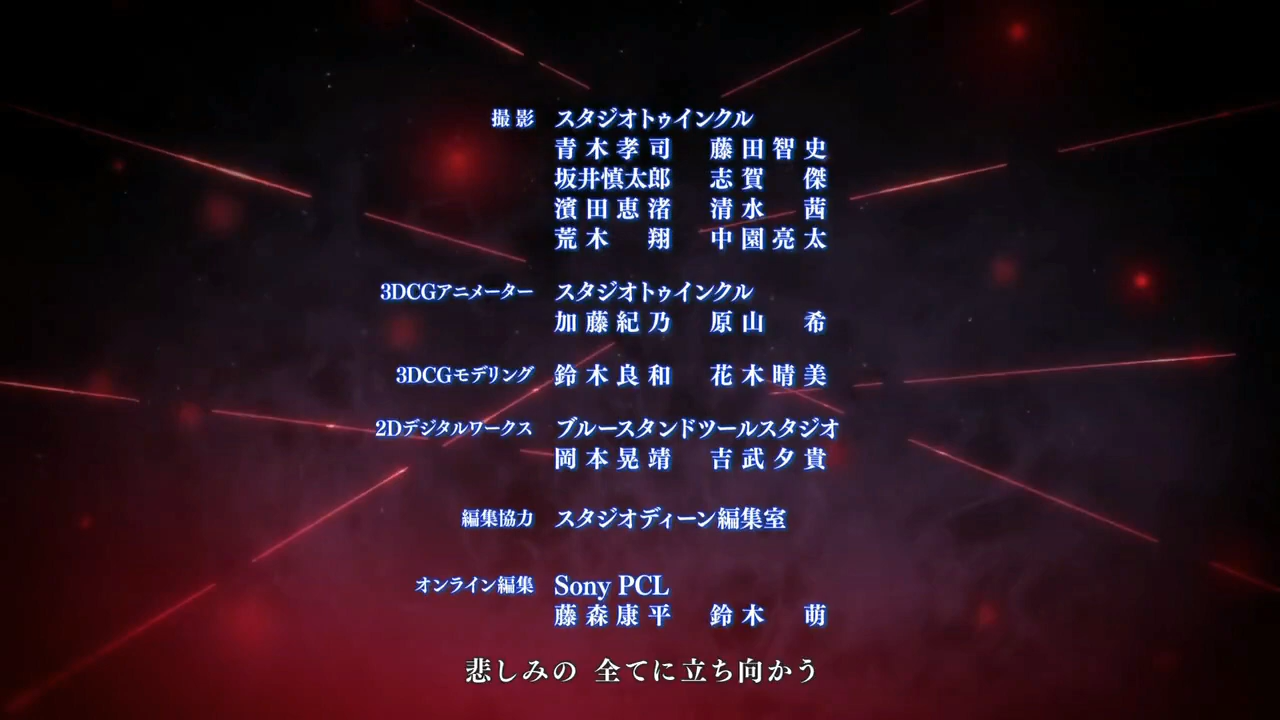 撮影 スタジオトゥインクル
青木孝司 藤田智史
坂井慎太郎 志賀 傑
濱田恵渚 清水 茜
荒木 翔 中園亮太
3DCGアニメーター スタジオトゥインクル
加藤紀乃 原山 希
3DCGモデリング 鈴木良和 花木晴美
2Dデジタルワークス ブルースタンドツールスタジオ
岡本晃靖 吉武夕貴
編集協力 スタジオディーン編集室
オンライン編集 Sony PCL
藤森康平 鈴木 萌
悲しみの 全てに立ち向かう